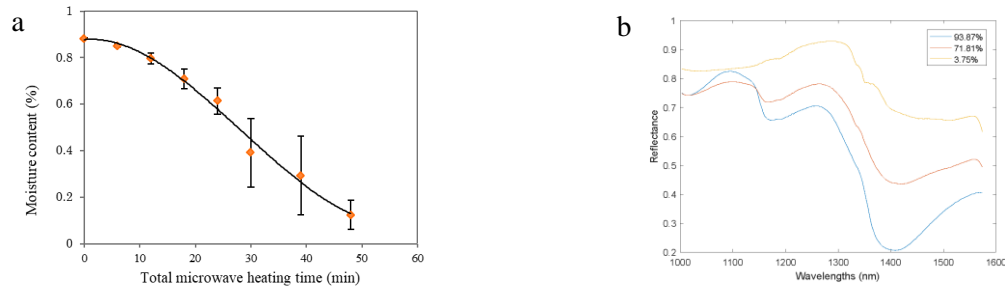 a
Moisture content (%)
1
0.8
0.6
0.4
0.2
0
0 10 20 30 40 50 60
Total microwave heating time (min)
b
Reflectance
1
0.9
0.8
0.7
0.6
0.5
0.4
0.3
0.2
1000 1100 1200 1300 1400 1500 1600
Wavelengths (nm)
93.87%
71.81%
3.75%